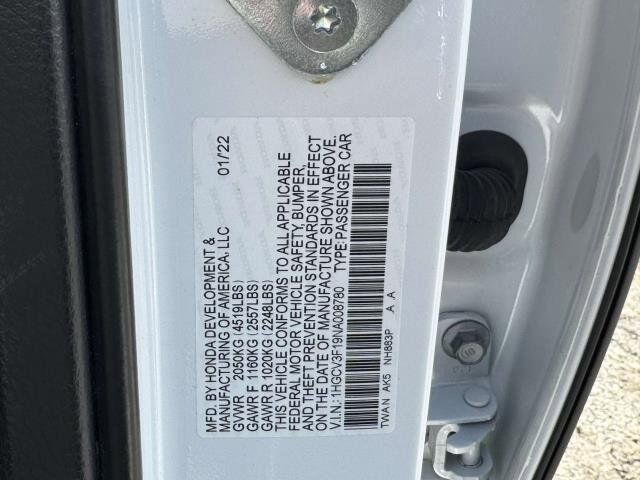 MFD. BY HONDA DEVELOPMENT &
MANUFACTURING OF AMERICA, LLC 01/22
GVWR 2050KG (4519LBS)
GAWR F 1160KG (2557LBS)
GAWR R 1020KG (2248LBS)
THIS VEHICLE CONFORMS TO ALL APPLICABLE
FEDERAL MOTOR VEHICLE SAFETY, BUMPER,
AND THEFT PREVENTION STANDARDS IN EFFECT
ON THE DATE OF MANUFACTURE SHOWN ABOVE.
V.I.N.: 1HGCV3F19NA008780 TYPE: PASSENGER CAR
TWAN AK5 NH883P A A